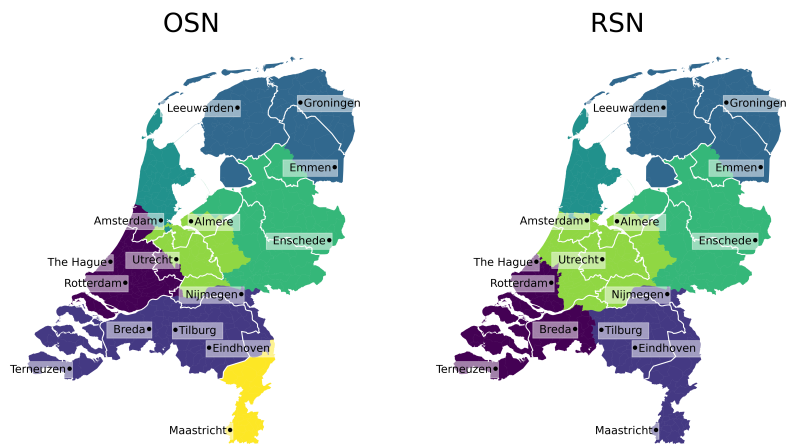 OSN
RSN
Leeuwarden
Groningen
Emmen
Amsterdam
Almere
Enschede
The Hague
Utrecht
Rotterdam
Nijmegen
Breda
Tilburg
Eindhoven
Terneuzen
Maastricht
Leeuwarden
Groningen
Emmen
Amsterdam
Almere
Enschede
The Hague
Utrecht
Rotterdam
Nijmegen
Breda
Tilburg
Eindhoven
Terneuzen
Maastricht